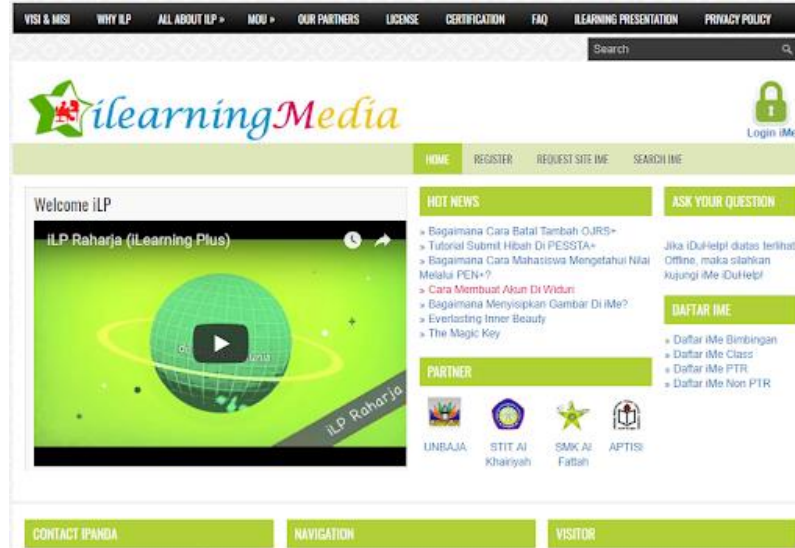 VISI & MISI WHY ILP ALL ABOUT ILP » MOU » OUR PARTNERS LICENSE CERTIFICATION FAQ ILEARNING PRESENTATION PRIVACY POLICY
Search
ilearningMedia
Login iMe
HOME REGISTER REQUEST SITE IME SEARCH IME
Welcome iLP
iLP Raharja (iLearning Plus)
iLP Raharja
HOT NEWS
» Bagaimana Cara Batal Tambah OJRS+
» Tutorial Submit Hibah Di PESSTA+
» Bagaimana Cara Mahasiswa Mengetahui Nilai
Melalui PEN+?
» Cara Membuat Akun Di Widuri
» Bagaimana Menyisipkan Gambar Di iMe?
» Everlasting Inner Beauty
» The Magic Key
PARTNER
UNBAJA
STIT Al
Khairiyah
SMK Al
Fattah
APTISI
ASK YOUR QUESTION
Jika iDuHelp! diatas terlihat
Offline, maka silahkan
kujungi iMe iDuHelp!
DAFTAR IME
» Daftar iMe Bimbingan
» Daftar iMe Class
» Daftar iMe PTR
» Daftar iMe Non PTR
CONTACT IPANDA
NAVIGATION
VISITOR